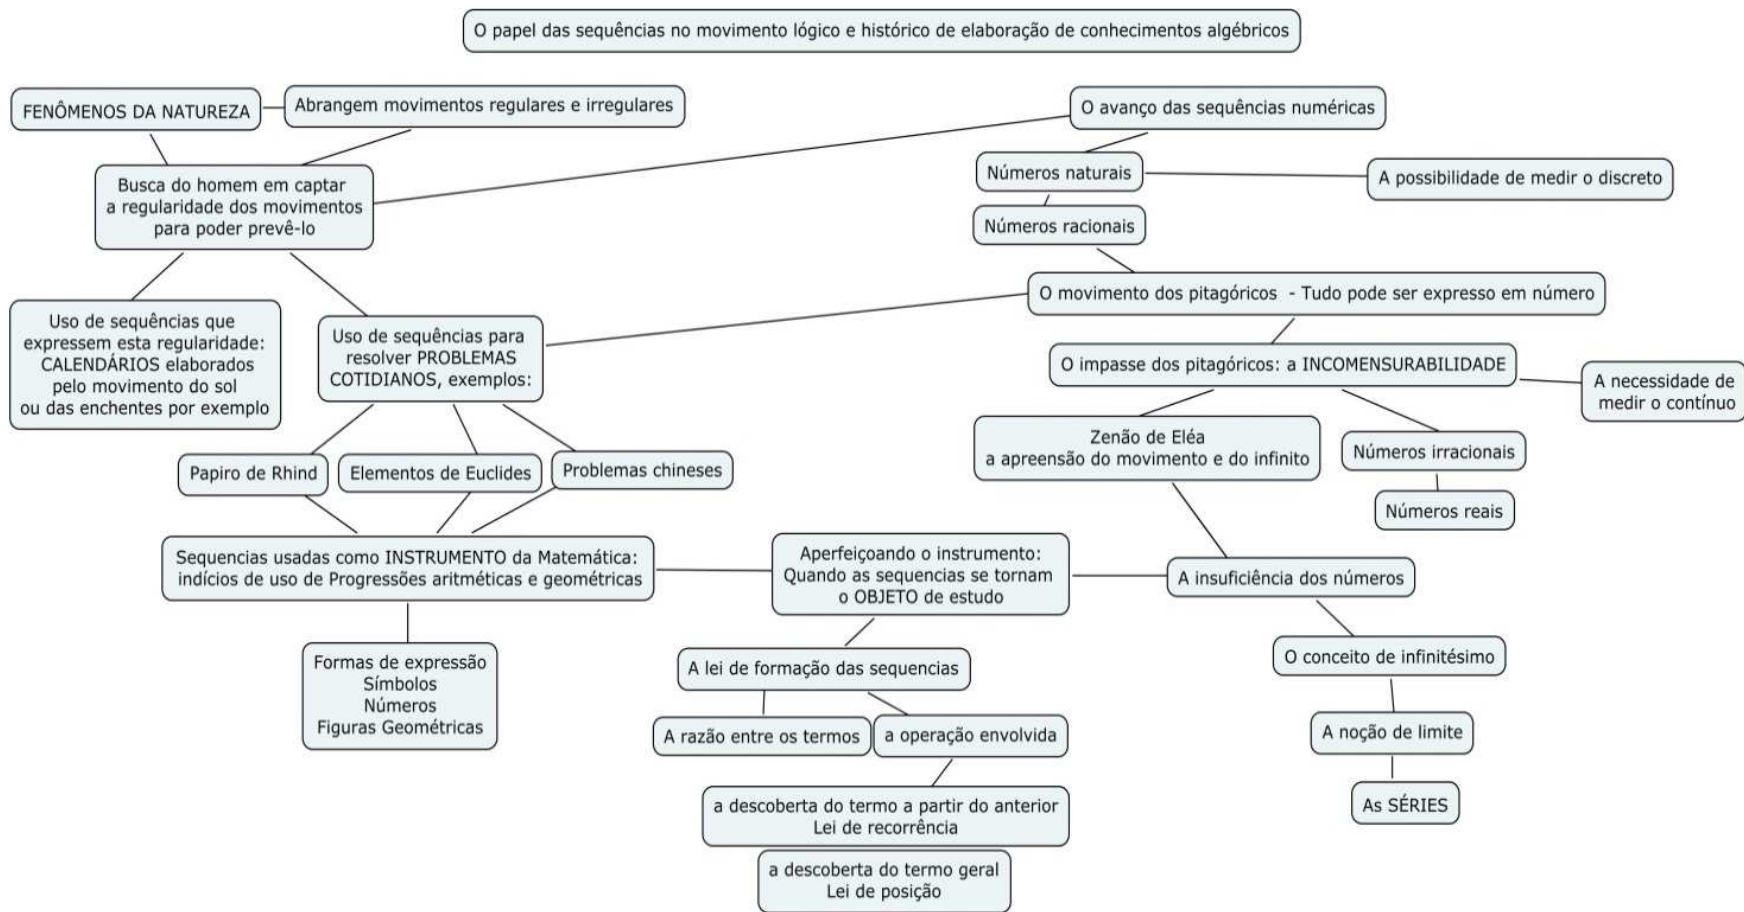 O papel das sequências no movimento lógico e histórico de elaboração de conhecimentos algébricos
FENÔMENOS DA NATUREZA
Abrangem movimentos regulares e irregulares
O avanço das sequências numéricas
Busca do homem em captar
a regularidade dos movimentos
para poder prevê-lo
Números naturais
A possibilidade de medir o discreto
Números racionais
O movimento dos pitagóricos - Tudo pode ser expresso em número
Uso de sequências que
expressem esta regularidade:
CALENDÁRIOS elaborados
pelo movimento do sol
ou das enchentes por exemplo
Uso de sequências para
resolver PROBLEMAS
COTIDIANOS, exemplos:
O impasse dos pitagóricos: a INCOMENSURABILIDADE
A necessidade de
medir o contínuo
Zenão de Eléa
a apreensão do movimento e do infinito
Números irracionais
Números reais
Papiro de Rhind
Elementos de Euclides
Problemas chineses
Sequencias usadas como INSTRUMENTO da Matemática:
indícios de uso de Progressões aritméticas e geométricas
Aperfeiçoando o instrumento:
Quando as sequencias se tornam
o OBJETO de estudo
A insuficiência dos números
Formas de expressão
Símbolos
Números
Figuras Geométricas
A lei de formação das sequencias
O conceito de infinitésimo
A razão entre os termos
a operação envolvida
A noção de limite
a descoberta do termo a partir do anterior
Lei de recorrência
As SÉRIES
a descoberta do termo geral
Lei de posição